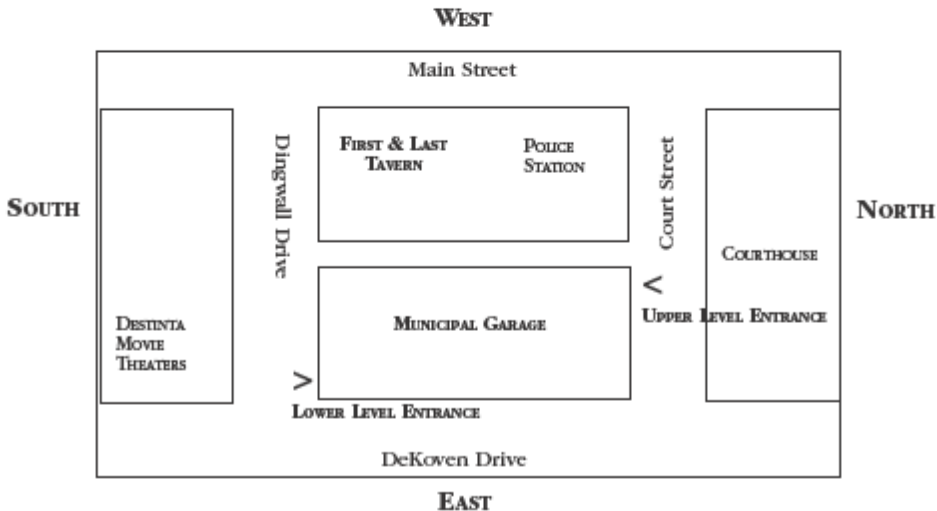 WEST
Main Street
FIRST & LAST
TAVERN
POLICE
STATION
Dingwall Drive
Court Street
SOUTH
NORTH
COURTHOUSE
<
UPPER LEVEL ENTRANCE
MUNICIPAL GARAGE
DESTINTA
MOVIE
THEATERS
>
LOWER LEVEL ENTRANCE
DeKoven Drive
EAST